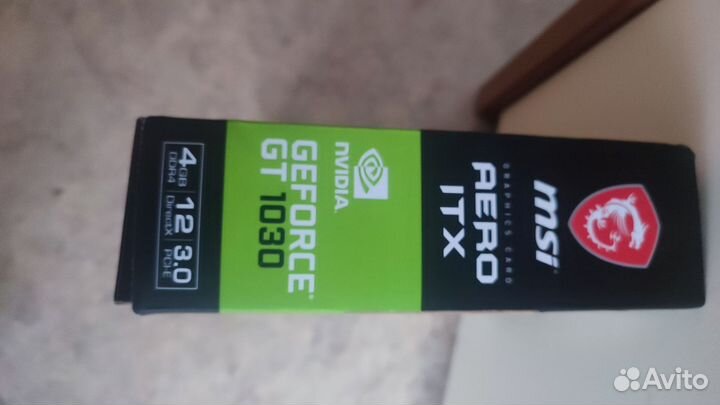 msi
GRAPHICS CARD
AERO
ITX
NVIDIA.
GEFORCE®
GT 1030
4GB
DDR4
12
DirectX
3.0
PCI-E
Avito